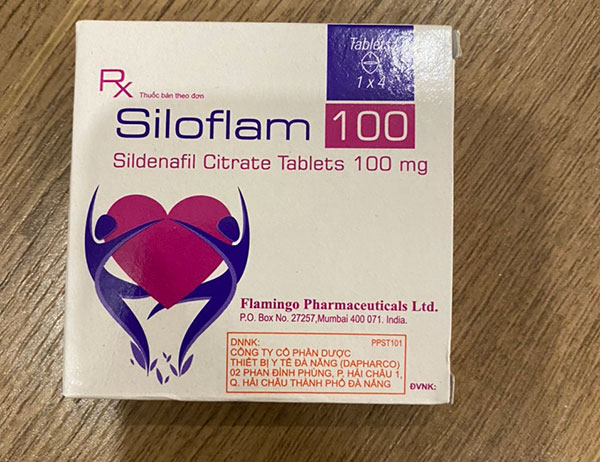 Tablets
1 x 4
Rx
Thuốc bán theo đơn
Siloflam 100
Sildenafil Citrate Tablets 100 mg
Flamingo Pharmaceuticals Ltd.
P.O. Box No. 27257,Mumbai 400 071. India.
DNNK: PPST101
CÔNG TY CỔ PHẦN DƯỢC
THIẾT BỊ Y TẾ ĐÀ NẴNG (DAPHARCO)
02 PHAN ĐÌNH PHÙNG, P. HẢI CHÂU 1,
Q. HẢI CHÂU THÀNH PHỐ ĐÀ NẴNG
ĐVNK: